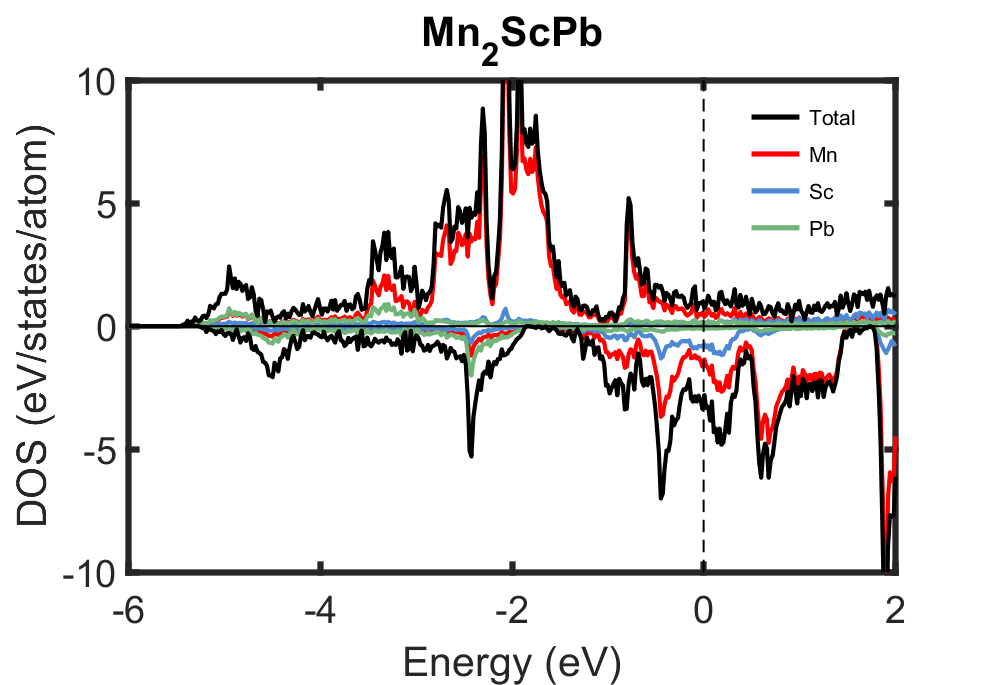 Mn2ScPb
10
5
0
-5
-10
-6
-4
-2
0
2
DOS (eV/states/atom)
Energy (eV)
Total
Mn
Sc
Pb